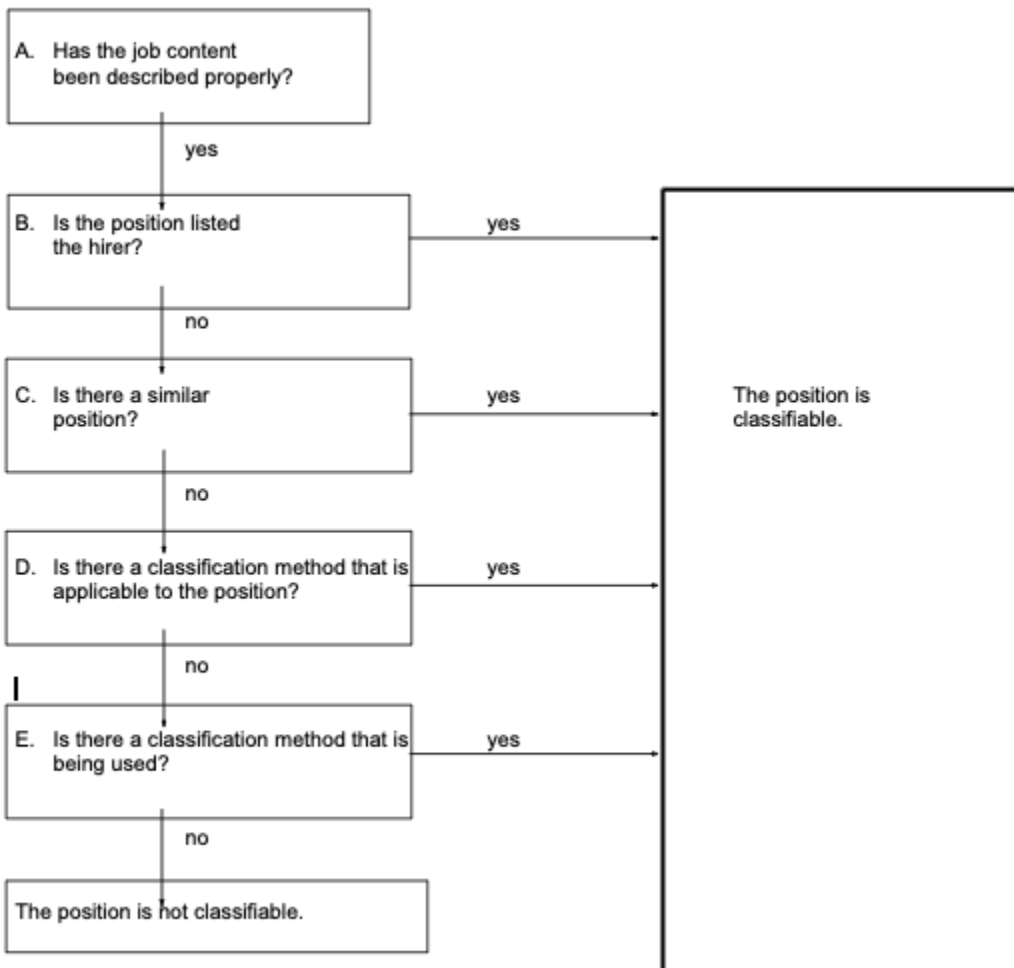 A. Has the job content
been described properly?
yes
B. Is the position listed
the hirer?
yes
no
C. Is there a similar
position?
yes
The position is
classifiable.
no
D. Is there a classification method that is
applicable to the position?
yes
no
E. Is there a classification method that is
being used?
yes
no
The position is not classifiable.